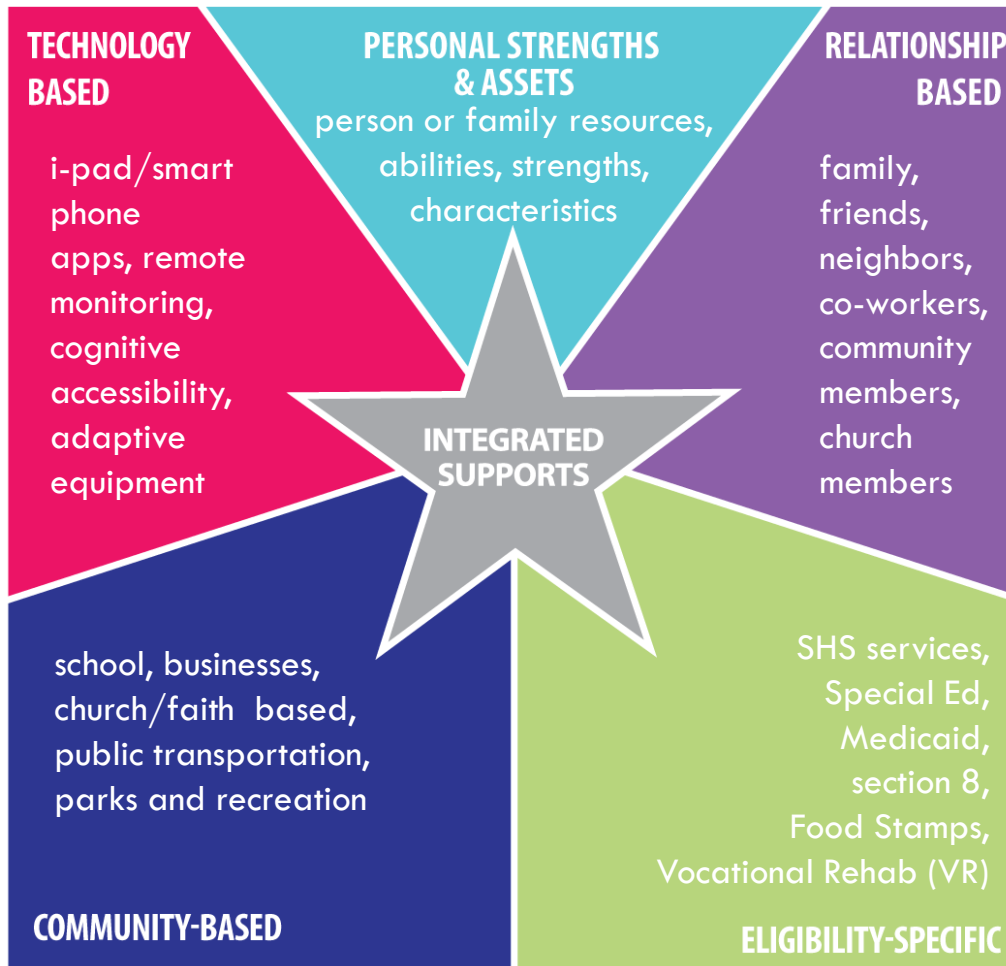 TECHNOLOGY
BASED
i-pad/smart
phone
apps, remote
monitoring,
cognitive
accessibility,
adaptive
equipment
PERSONAL STRENGTHS
& ASSETS
person or family resources,
abilities, strengths,
characteristics
RELATIONSHIP
BASED
family,
friends,
neighbors,
co-workers,
community
members,
church
members
INTEGRATED
SUPPORTS
school, businesses,
church/faith based,
public transportation,
parks and recreation
COMMUNITY-BASED
SHS services,
Special Ed,
Medicaid,
section 8,
Food Stamps,
Vocational Rehab (VR)
ELIGIBILITY-SPECIFIC